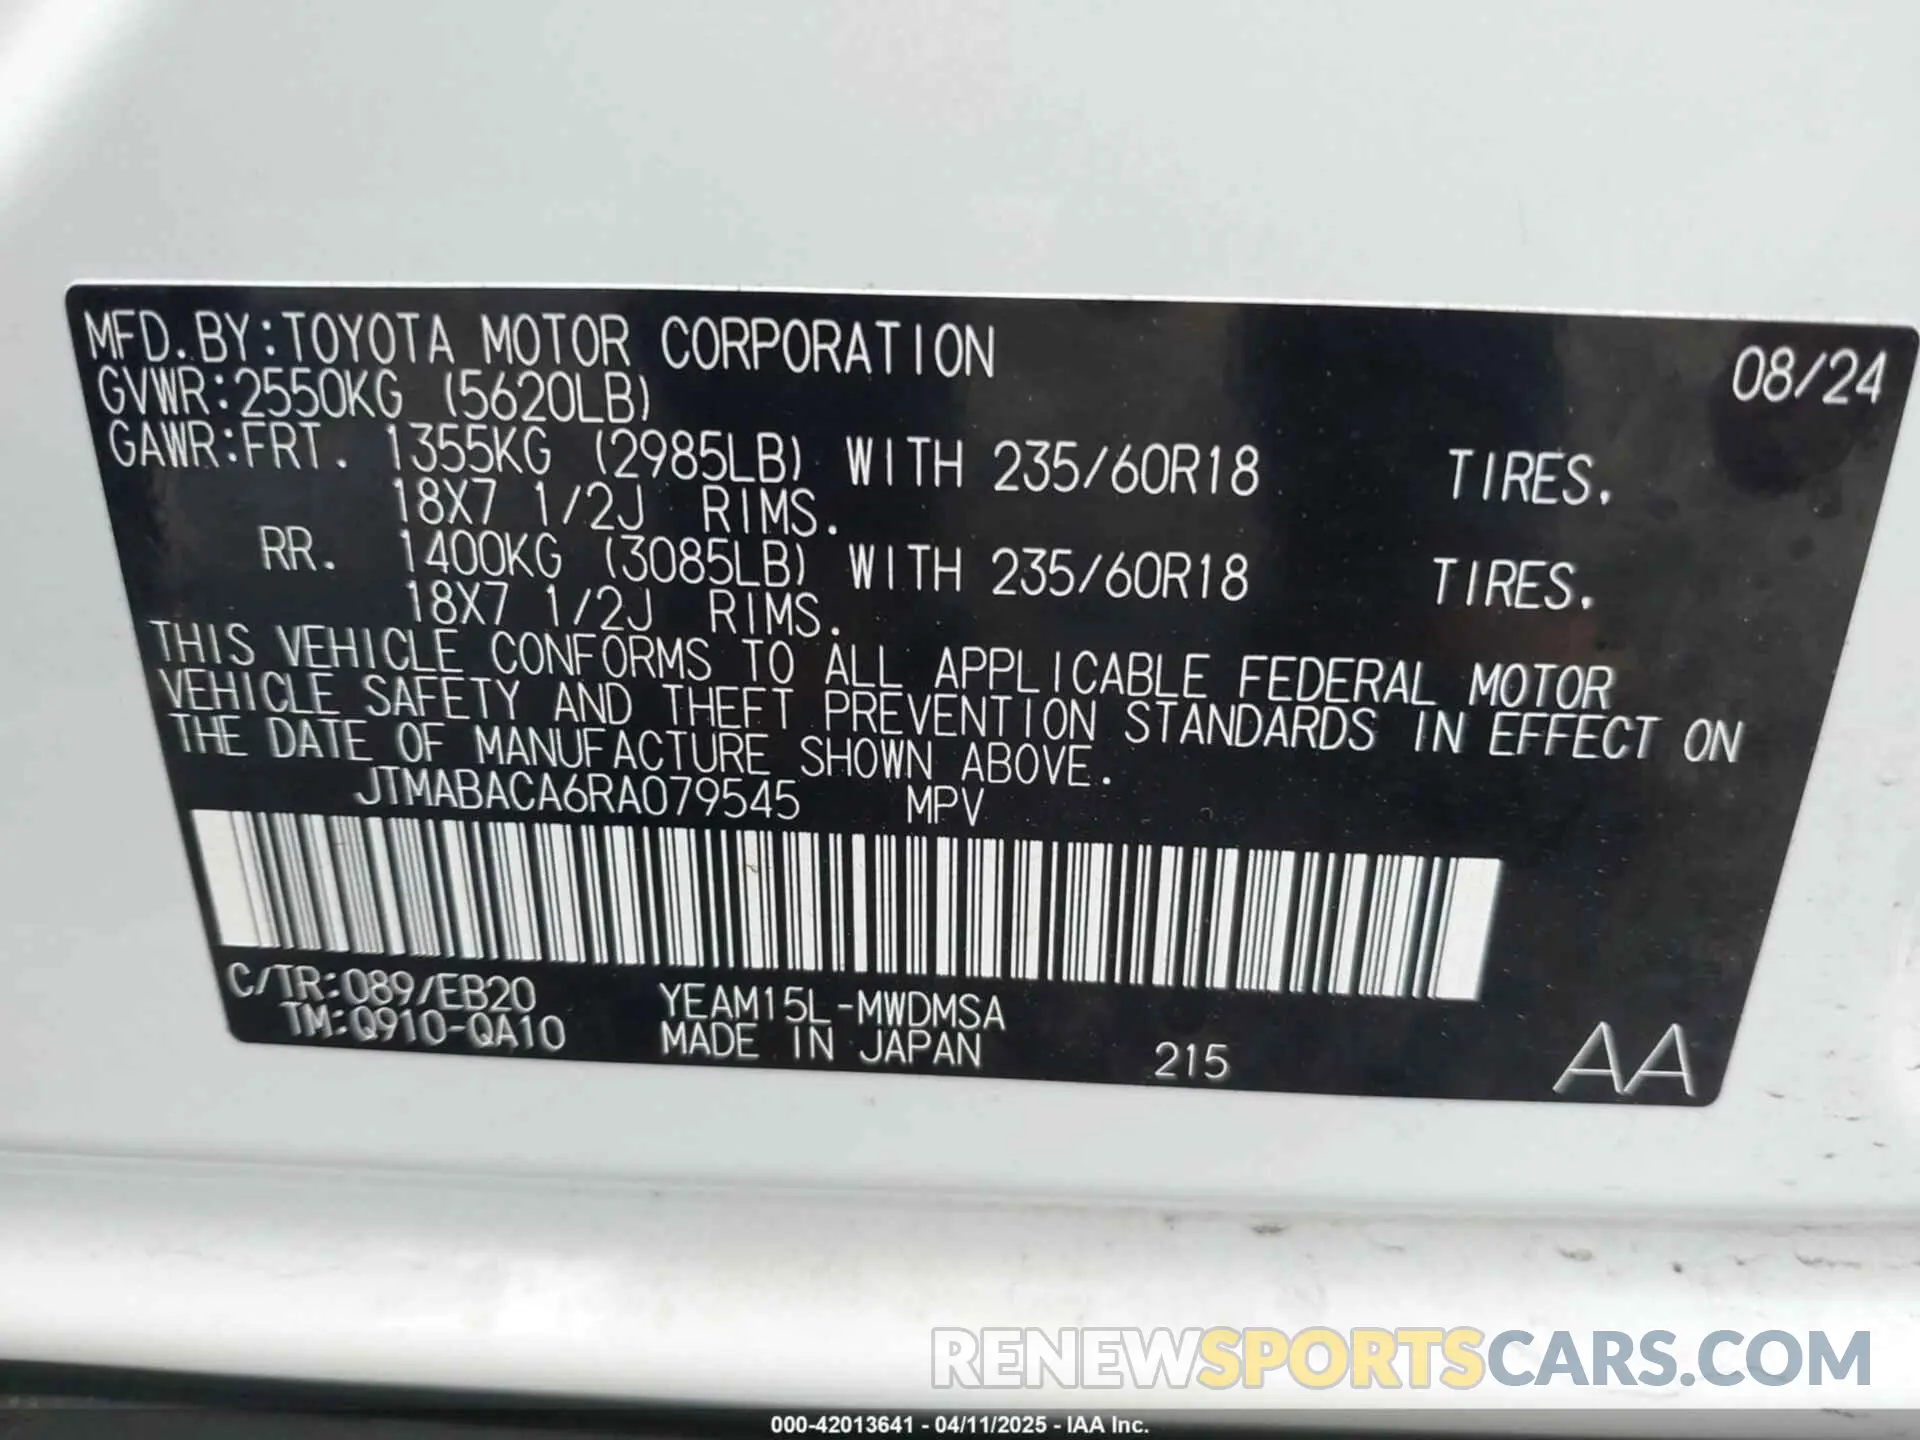 MFD.BY:TOYOTA MOTOR CORPORATION 08/24
GVWR:2550KG (5620LB)
GAWR:FRT. 1355KG (2985LB) WITH 235/60R18 TIRES,
18X7 1/2J RIMS.
RR. 1400KG (3085LB) WITH 235/60R18 TIRES,
18X7 1/2J RIMS.
THIS VEHICLE CONFORMS TO ALL APPLICABLE FEDERAL MOTOR
VEHICLE SAFETY AND THEFT PREVENTION STANDARDS IN EFFECT ON
THE DATE OF MANUFACTURE SHOWN ABOVE.
JTMABACA6RA079545 MPV
C/TR:089/EB20 YEAM15L-MWDMSA
TM:Q910-QA10 MADE IN JAPAN 215 AA
RENEWSPORTSCARS.COM
000-42013641 - 04/11/2025 - IAA Inc.